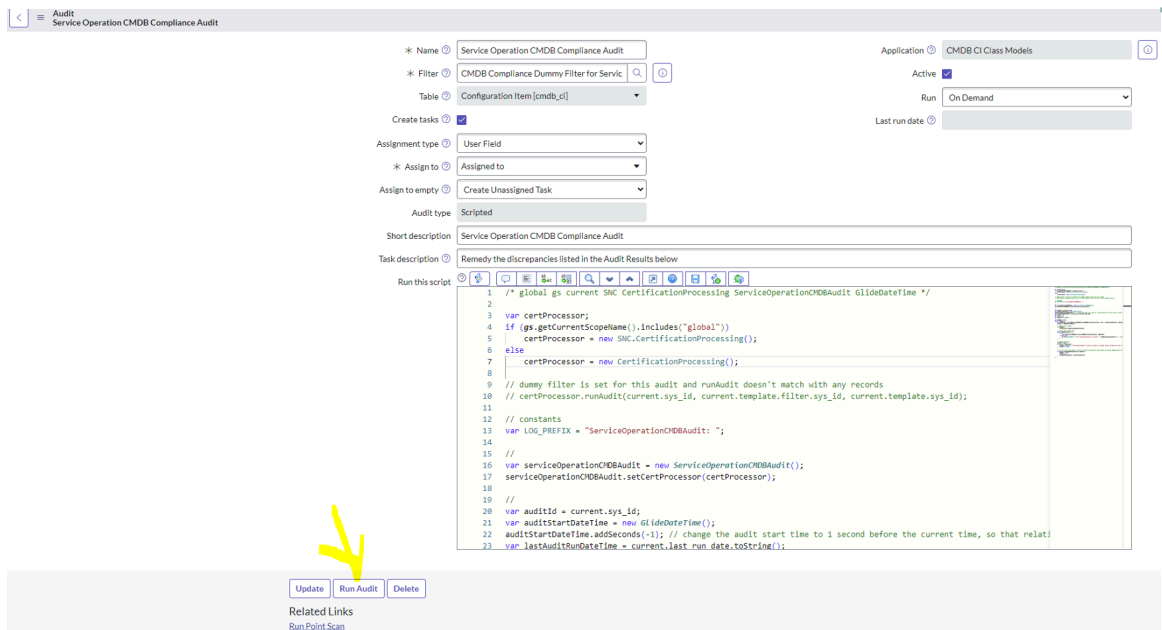 Audit
Service Operation CMDB Compliance Audit
Name Service Operation CMDB Compliance Audit
Application CMDB CI Class Models
Filter CMDB Compliance Dummy Filter for Servic
Active
Table Configuration Item [cmdb_ci]
Run On Demand
Create tasks
Last run date
Assignment type User Field
Assign to Assigned to
Assign to empty Create Unassigned Task
Audit type Scripted
Short description Service Operation CMDB Compliance Audit
Task description Remedy the discrepancies listed in the Audit Results below
Run this script
1 /* global gs current SNC CertificationProcessing ServiceOperationCMDBAudit GlideDateTime */
2
3 var certProcessor;
4 if (gs.getCurrentScopeName().includes("global"))
5 certProcessor = new SNC.CertificationProcessing();
6 else
7 certProcessor = new CertificationProcessing();
8
9 // dummy filter is set for this audit and runAudit doesn't match with any records
10 // certProcessor.runAudit(current.sys_id, current.template.filter.sys_id, current.template.sys_id);
11
12 // constants
13 var LOG_PREFIX = "ServiceOperationCMDBAudit: ";
14
15 //
16 var serviceOperationCMDBAudit = new ServiceOperationCMDBAudit();
17 serviceOperationCMDBAudit.setCertProcessor(certProcessor);
18
19 //
20 var auditId = current.sys_id;
21 var auditStartDateTime = new GlideDateTime();
22 auditStartDateTime.addSeconds(-1); // change the audit start time to 1 second before the current time, so that relati
23 var lastAuditRunDateTime = current.last_run_date.toString();
Update Run Audit Delete
Related Links
Run Point Scan